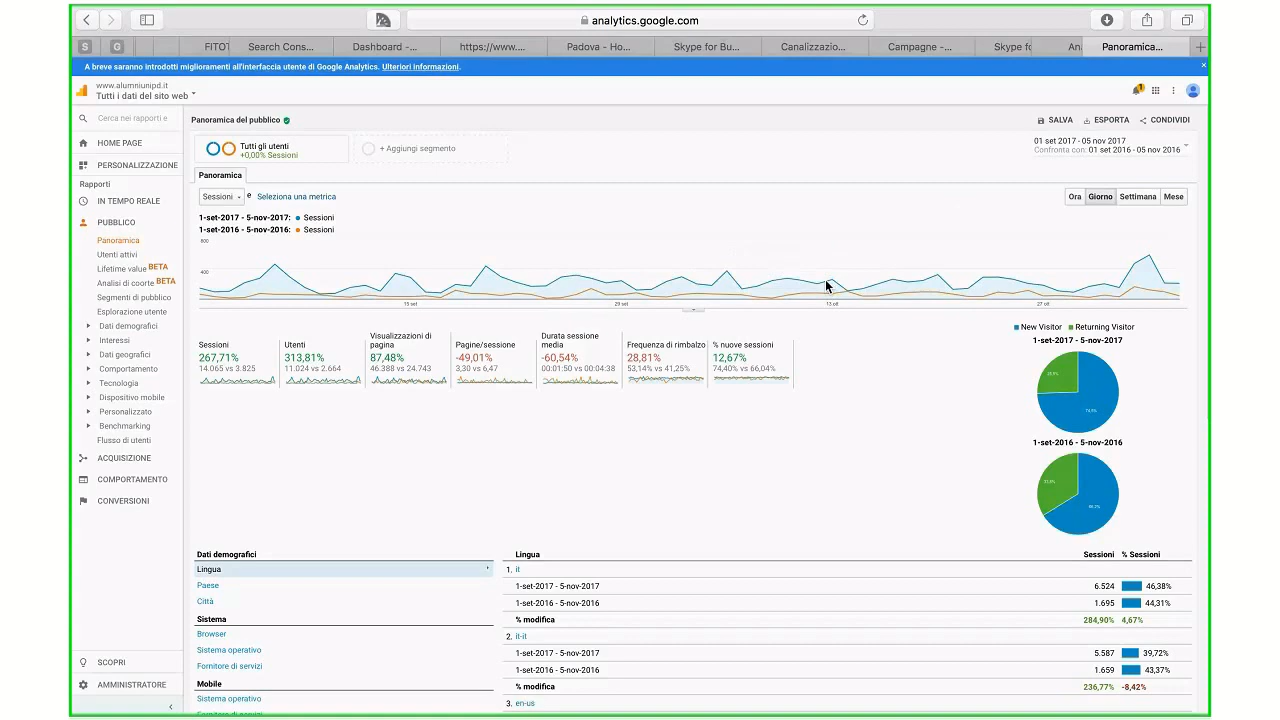 analytics.google.com
S G FITO Search Cons... Dashboard -... https://www.... Padova - Ho... Skype for Bu... Canalizzazio... Campagne -... Skype fo An Panoramica... +
A breve saranno introdotti miglioramenti all'interfaccia utente di Google Analytics. Ulteriori informazioni. ×
www.alumniunipd.it
Tutti i dati del sito web
1
Cerca nei rapporti e
HOME PAGE
PERSONALIZZAZIONE
Rapporti
IN TEMPO REALE
PUBBLICO
Panoramica
Utenti attivi
Lifetime value BETA
Analisi di coorte BETA
Segmenti di pubblico
Esplorazione utente
Dati demografici
Interessi
Dati geografici
Comportamento
Tecnologia
Dispositivo mobile
Personalizzato
Benchmarking
Flusso di utenti
ACQUISIZIONE
COMPORTAMENTO
CONVERSIONI
SCOPRI
AMMINISTRATORE
Panoramica del pubblico
SALVA ESPORTA CONDIVIDI
Tutti gli utenti
+0,00% Sessioni
+ Aggiungi segmento
01 set 2017 - 05 nov 2017
Confronta con: 01 set 2016 - 05 nov 2016
Panoramica
Sessioni e Seleziona una metrica
Ora Giorno Settimana Mese
1-set-2017 - 5-nov-2017: Sessioni
1-set-2016 - 5-nov-2016: Sessioni
800
400
15 set 29 set 13 ott 27 ott
New Visitor Returning Visitor
1-set-2017 - 5-nov-2017
1-set-2016 - 5-nov-2016
Sessioni
267,71%
14.065 vs 3.825
Utenti
313,81%
11.024 vs 2.664
Visualizzazioni di
pagina
87,48%
46.388 vs 24.743
Pagine/sessione
-49,01%
3,30 vs 6,47
Durata sessione
media
-60,54%
00:01:50 vs 00:04:38
Frequenza di rimbalzo
28,81%
53,14% vs 41,25%
% nuove sessioni
12,67%
74,40% vs 66,04%
Dati demografici
Lingua
Paese
Città
Sistema
Browser
Sistema operativo
Fornitore di servizi
Mobile
Sistema operativo
Fornitore di servizi
Lingua Sessioni % Sessioni
1. it
1-set-2017 - 5-nov-2017 6.524 46,38%
1-set-2016 - 5-nov-2016 1.695 44,31%
% modifica 284,90% 4,67%
2. it-it
1-set-2017 - 5-nov-2017 5.587 39,72%
1-set-2016 - 5-nov-2016 1.659 43,37%
% modifica 236,77% -8,42%
3. en-us